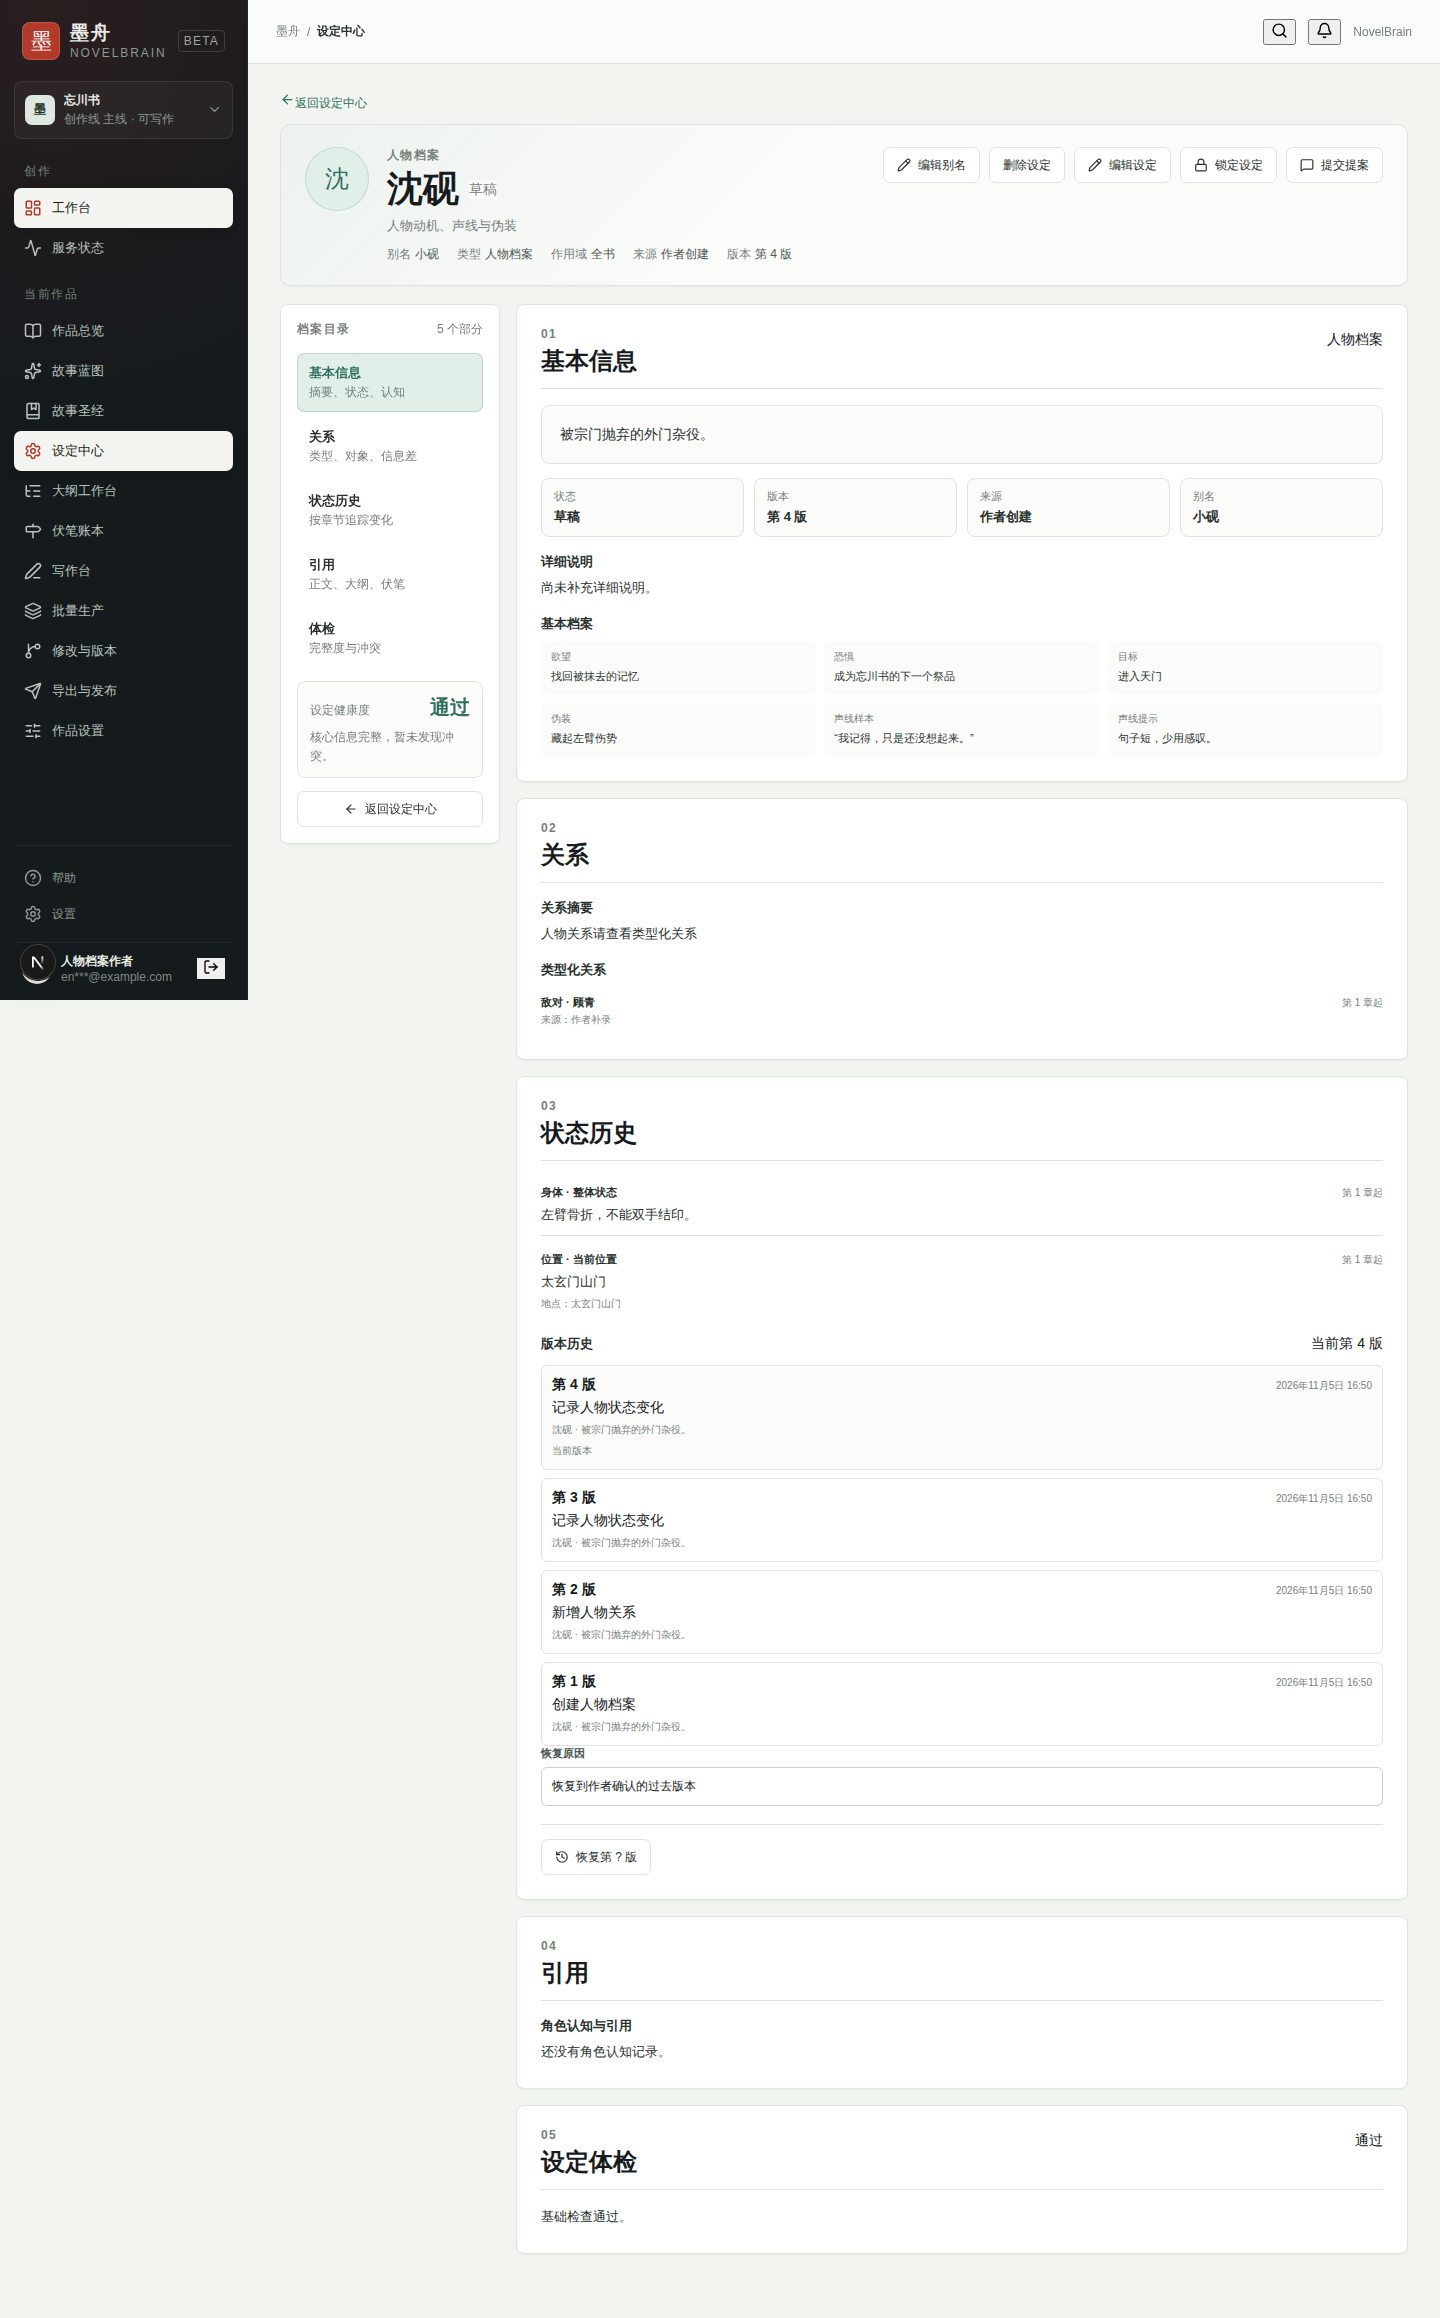 墨
墨舟
NOVELBRAIN
BETA
墨
忘川书
创作线 主线 · 可写作
创作
工作台
服务状态
当前作品
作品总览
故事蓝图
故事圣经
设定中心
大纲工作台
伏笔账本
写作台
批量生产
修改与版本
导出与发布
作品设置
帮助
设置
N
人物档案作者
en***@example.com
墨舟 / 设定中心
NovelBrain
返回设定中心
沈
人物档案
沈砚 草稿
人物动机、声线与伪装
别名 小砚 类型 人物档案 作用域 全书 来源 作者创建 版本 第 4 版
编辑别名
删除设定
编辑设定
锁定设定
提交提案
档案目录 5 个部分
基本信息
摘要、状态、认知
关系
类型、对象、信息差
状态历史
按章节追踪变化
引用
正文、大纲、伏笔
体检
完整度与冲突
设定健康度 通过
核心信息完整，暂未发现冲
突。
返回设定中心
01
基本信息
人物档案
被宗门抛弃的外门杂役。
状态
草稿
版本
第 4 版
来源
作者创建
别名
小砚
详细说明
尚未补充详细说明。
基本档案
欲望
找回被抹去的记忆
恐惧
成为忘川书的下一个祭品
目标
进入天门
伪装
藏起左臂伤势
声线样本
“我记得，只是还没想起来。”
声线提示
句子短，少用感叹。
02
关系
关系摘要
人物关系请查看类型化关系
类型化关系
敌对 · 顾青 第 1 章起
来源：作者补录
03
状态历史
身体 · 整体状态 第 1 章起
左臂骨折，不能双手结印。
位置 · 当前位置 第 1 章起
太玄门山门
地点：太玄门山门
版本历史 当前第 4 版
第 4 版 2026年11月5日 16:50
记录人物状态变化
沈砚 · 被宗门抛弃的外门杂役。
当前版本
第 3 版 2026年11月5日 16:50
记录人物状态变化
沈砚 · 被宗门抛弃的外门杂役。
第 2 版 2026年11月5日 16:50
新增人物关系
沈砚 · 被宗门抛弃的外门杂役。
第 1 版 2026年11月5日 16:50
创建人物档案
沈砚 · 被宗门抛弃的外门杂役。
恢复原因
恢复到作者确认的过去版本
恢复第 ? 版
04
引用
角色认知与引用
还没有角色认知记录。
05
设定体检
通过
基础检查通过。